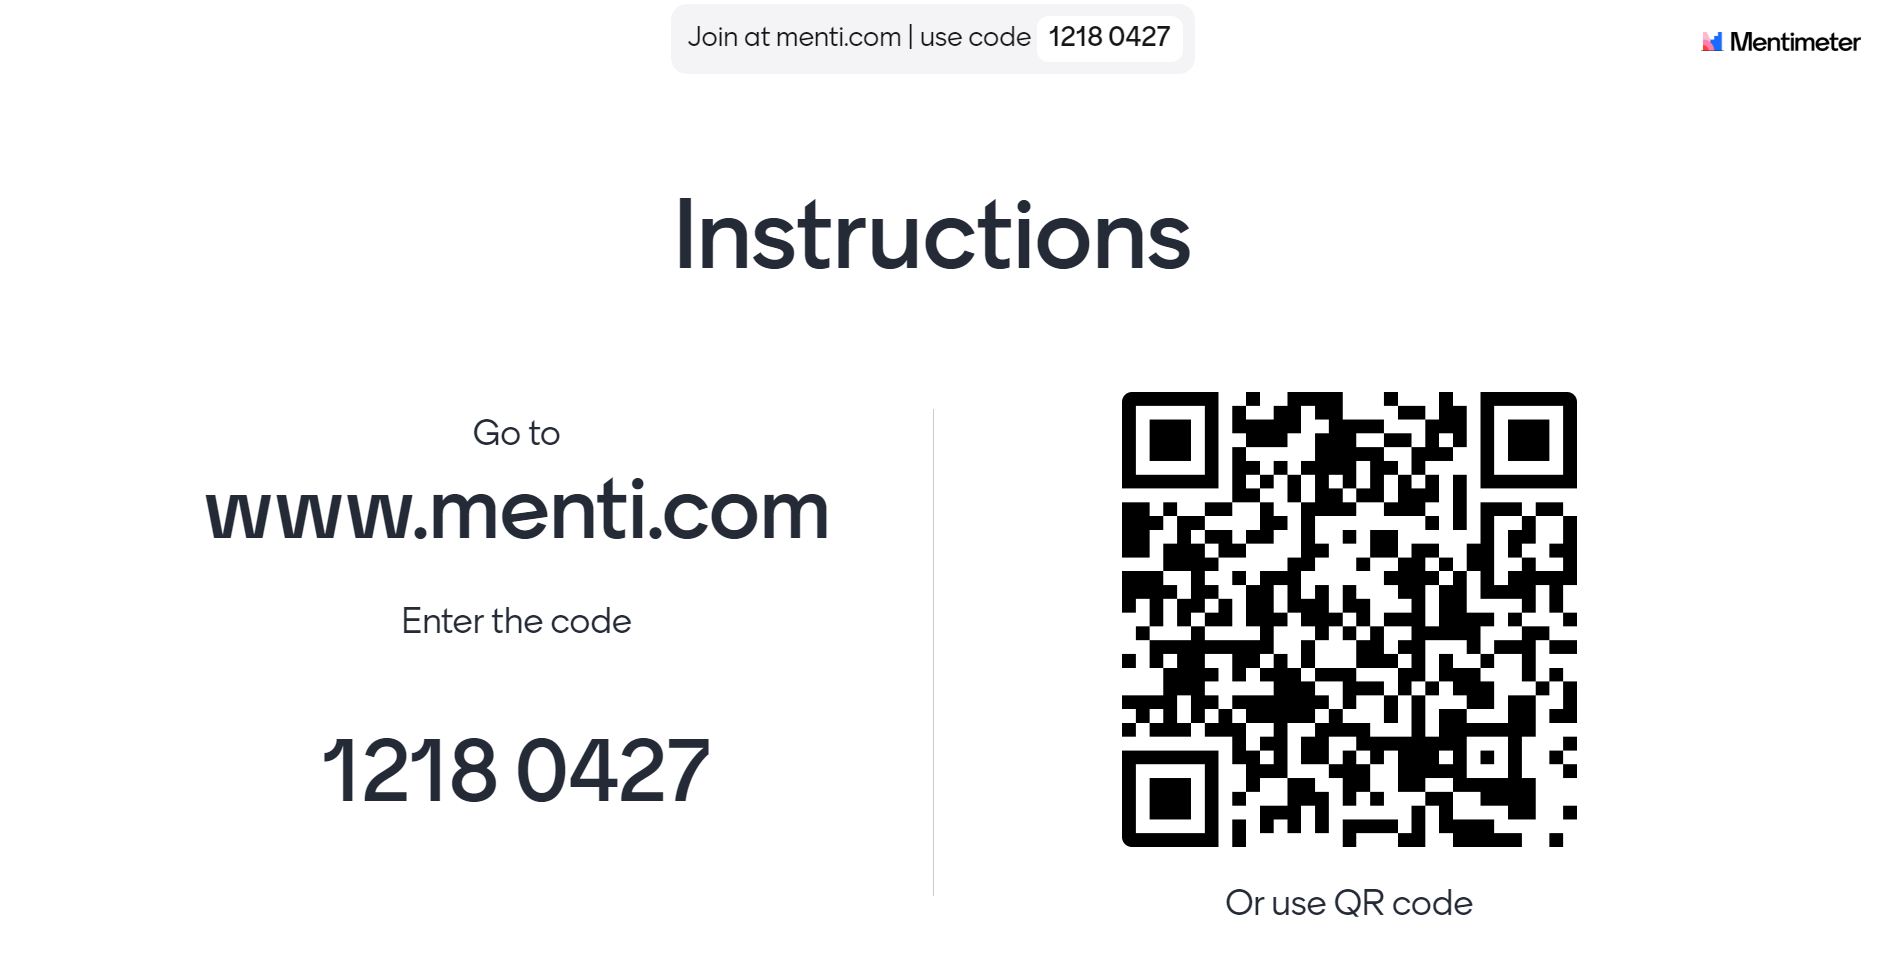 Join at menti.com | use code 1218 0427
Mentimeter
Instructions
Go to
www.menti.com
Enter the code
1218 0427
Or use QR code